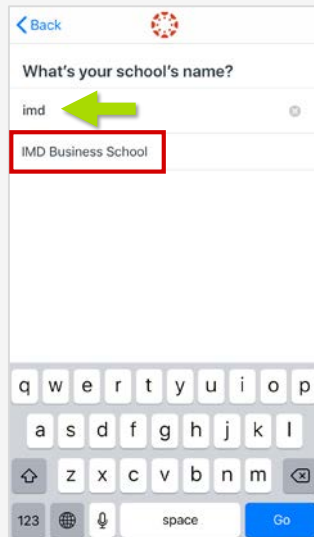 Back
What's your school's name?
imd
IMD Business School
q w e r t y u i o p
a s d f g h j k l
z x c v b n m
123 space Go